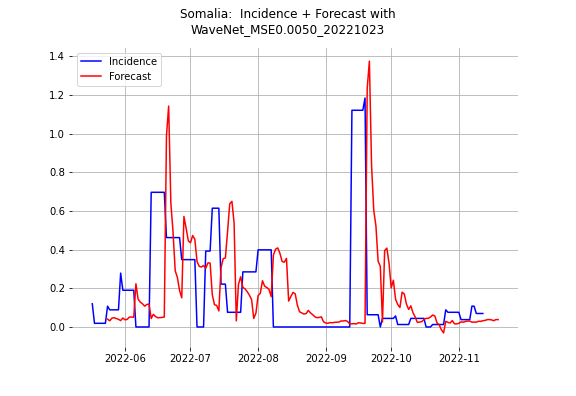 Somalia:  Incidence + Forecast with
WaveNet_MSE0.0050_20221023
Incidence
Forecast
1.4
1.2
1.0
0.8
0.6
0.4
0.2
0.0
2022-06 2022-07 2022-08 2022-09 2022-10 2022-11